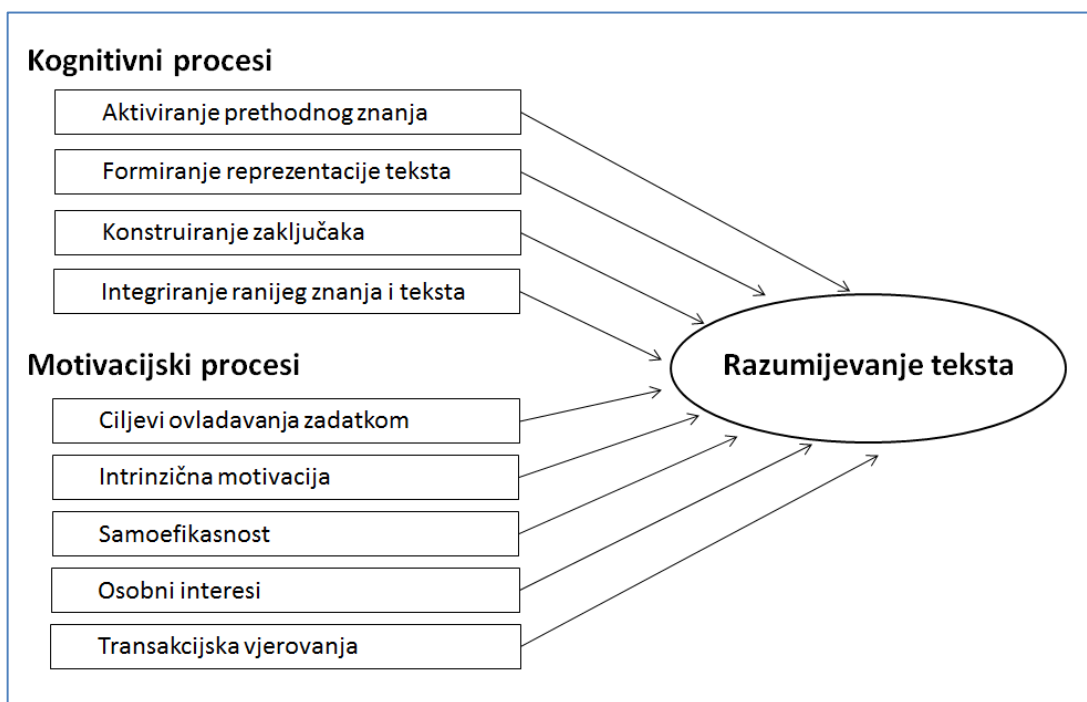 Kognitivni procesi
Aktiviranje prethodnog znanja
Formiranje reprezentacije teksta
Konstruiranje zaključaka
Integriranje ranijeg znanja i teksta
Motivacijski procesi
Razumijevanje teksta
Ciljevi ovladavanja zadatkom
Intrinzična motivacija
Samoefikasnost
Osobni interesi
Transakcijska vjerovanja